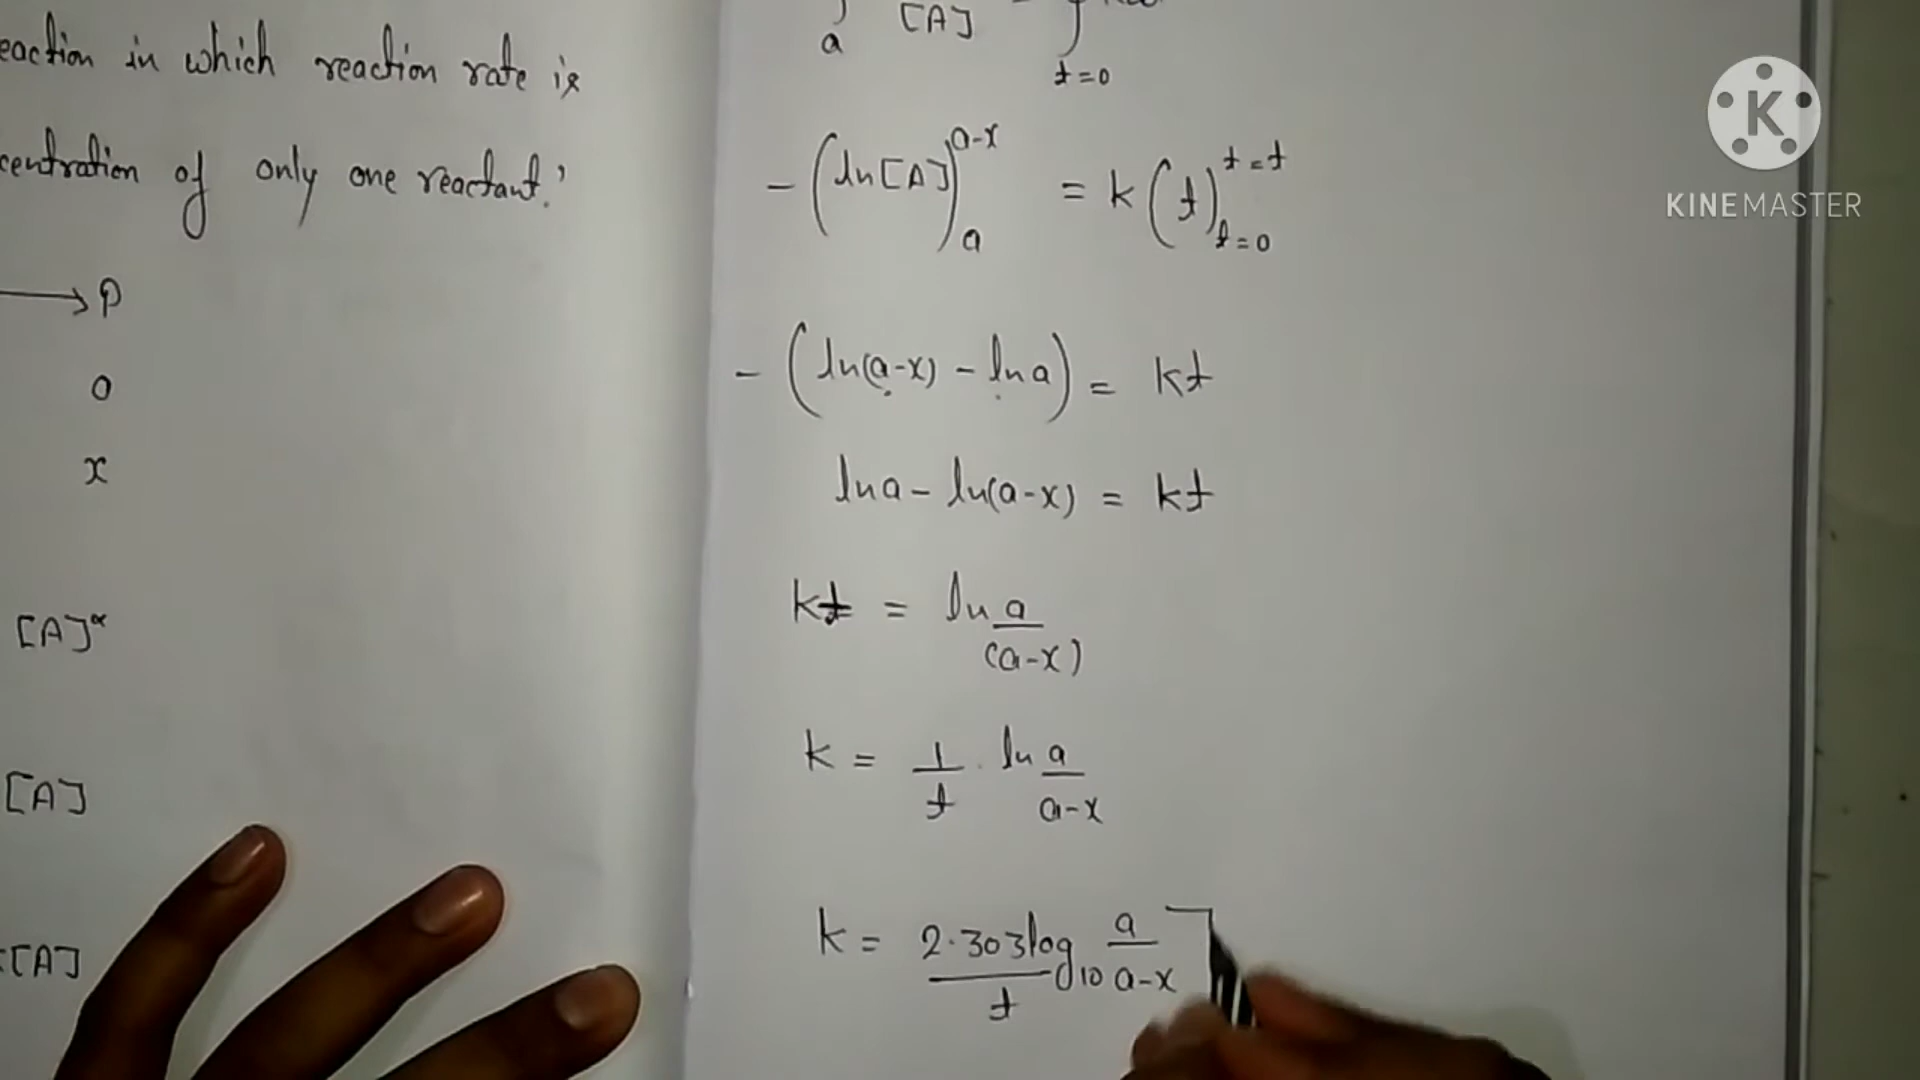 eaction in which reaction rate is
centration of only one reactant.'
→ P
0
x
[A]^α
[A]
[A]
a [A] t=0
-(ln[A])_a^{a-x} = k(t)_{t=0}^{t=t}
-(ln(a-x) - ln a) = kt
ln a - ln(a-x) = kt
kt = ln a/(a-x)
k = 1/t . ln a/a-x
k = 2.303 log10/t a/a-x
K
KINEMASTER